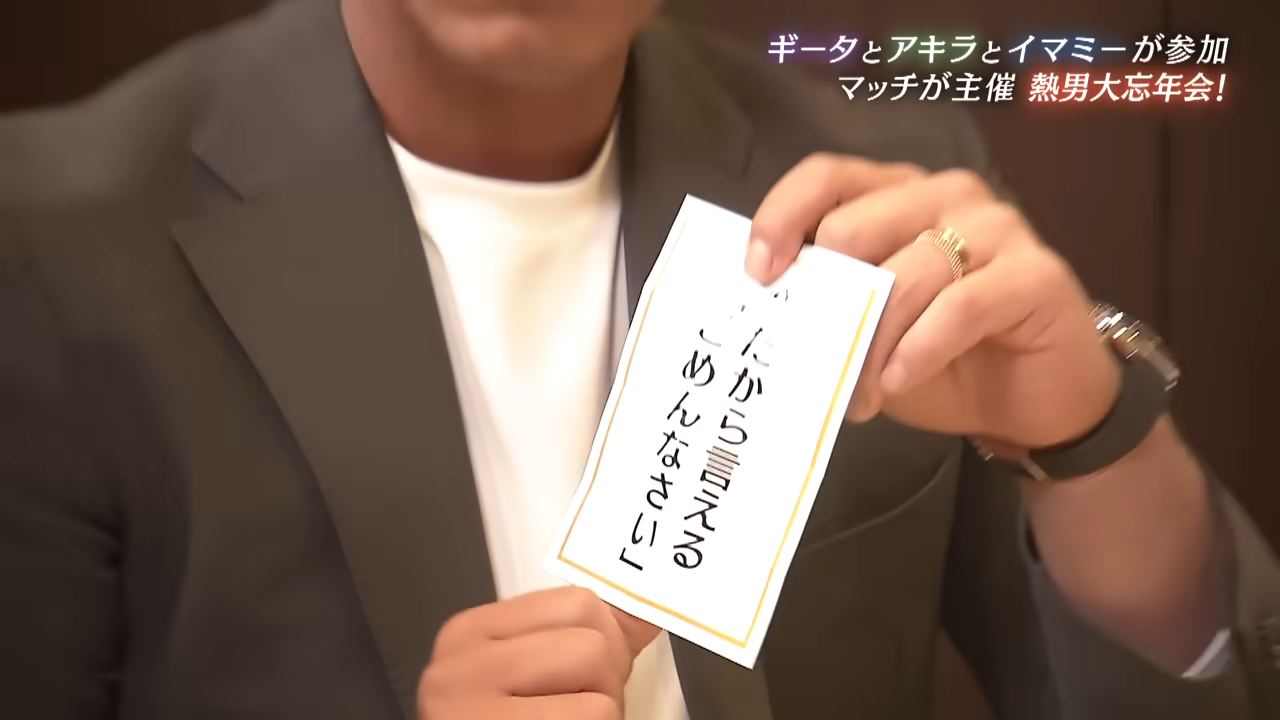 ギータとアキラとイマミーが参加
マッチが主催 熱男大忘年会!
たから言える
ごめんなさい」